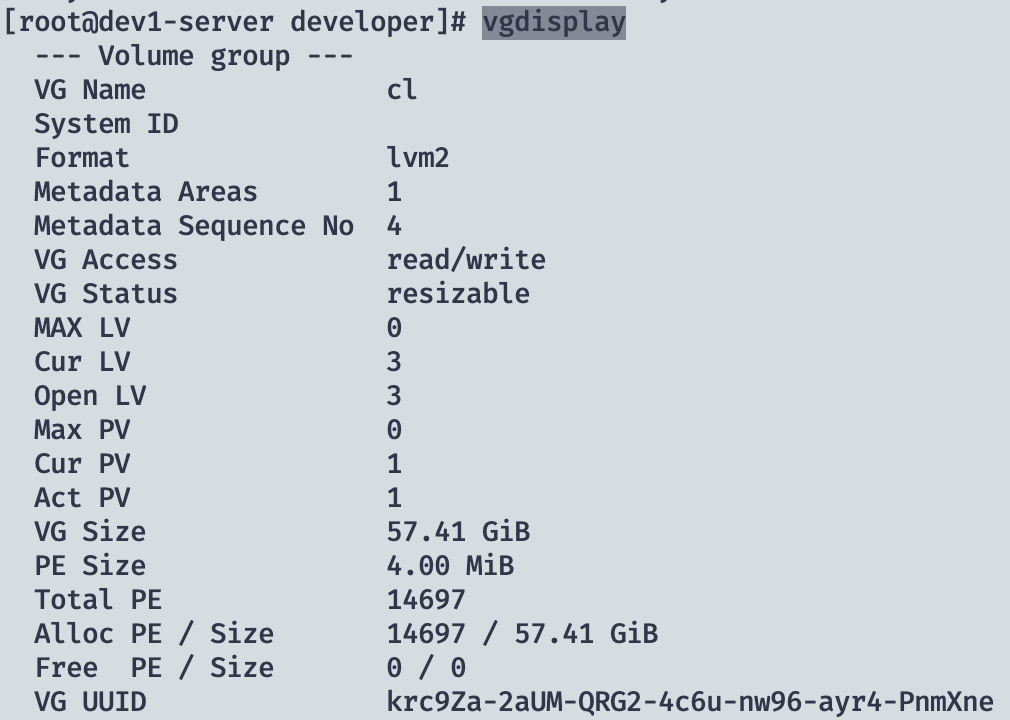 [root@dev1-server developer]# vgdisplay
--- Volume group ---
VG Name cl
System ID
Format lvm2
Metadata Areas 1
Metadata Sequence No 4
VG Access read/write
VG Status resizable
MAX LV 0
Cur LV 3
Open LV 3
Max PV 0
Cur PV 1
Act PV 1
VG Size 57.41 GiB
PE Size 4.00 MiB
Total PE 14697
Alloc PE / Size 14697 / 57.41 GiB
Free  PE / Size 0 / 0
VG UUID krc9Za-2aUM-QRG2-4c6u-nw96-ayr4-PnmXne